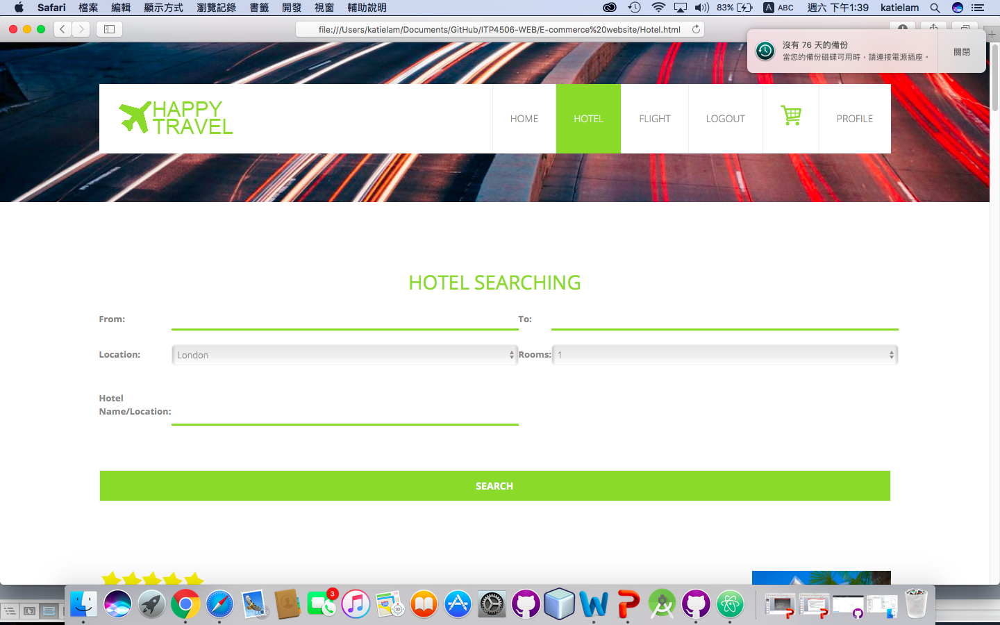 Safari 檔案 編輯 顯示方式 瀏覽記錄 書籤 開發 視窗 輔助說明 83% A ABC 週六 下午1:39 katielam
file:///Users/katielam/Documents/GitHub/ITP4506-WEB/E-commerce%20website/Hotel.html
沒有 76 天的備份
當您的備份磁碟可用時，請連接電源插座。
關閉
HAPPY
TRAVEL
HOME HOTEL FLIGHT LOGOUT PROFILE
HOTEL SEARCHING
From: To:
Location: London Rooms: 1
Hotel
Name/Location:
SEARCH
3
30